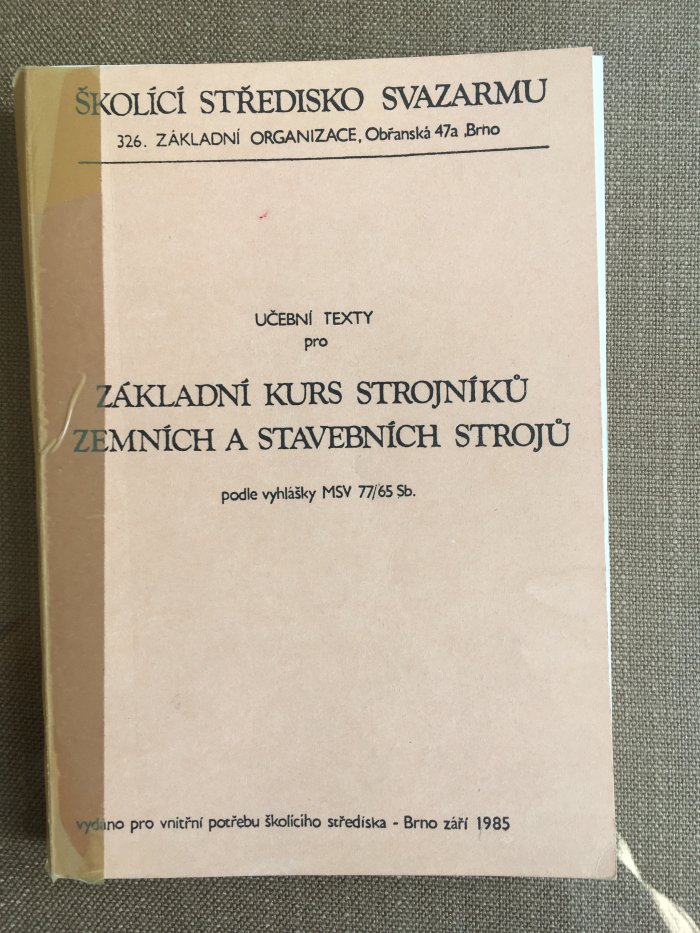 ŠKOLÍCÍ STŘEDISKO SVAZARMU
326. ZÁKLADNÍ ORGANIZACE, Obřanská 47a ,Brno
UČEBNÍ TEXTY
pro
ZÁKLADNÍ KURS STROJNÍKŮ
ZEMNÍCH A STAVEBNÍCH STROJŮ
podle vyhlášky MSV 77/65 Sb.
vydáno pro vnitřní potřebu školícího střediska - Brno září 1985